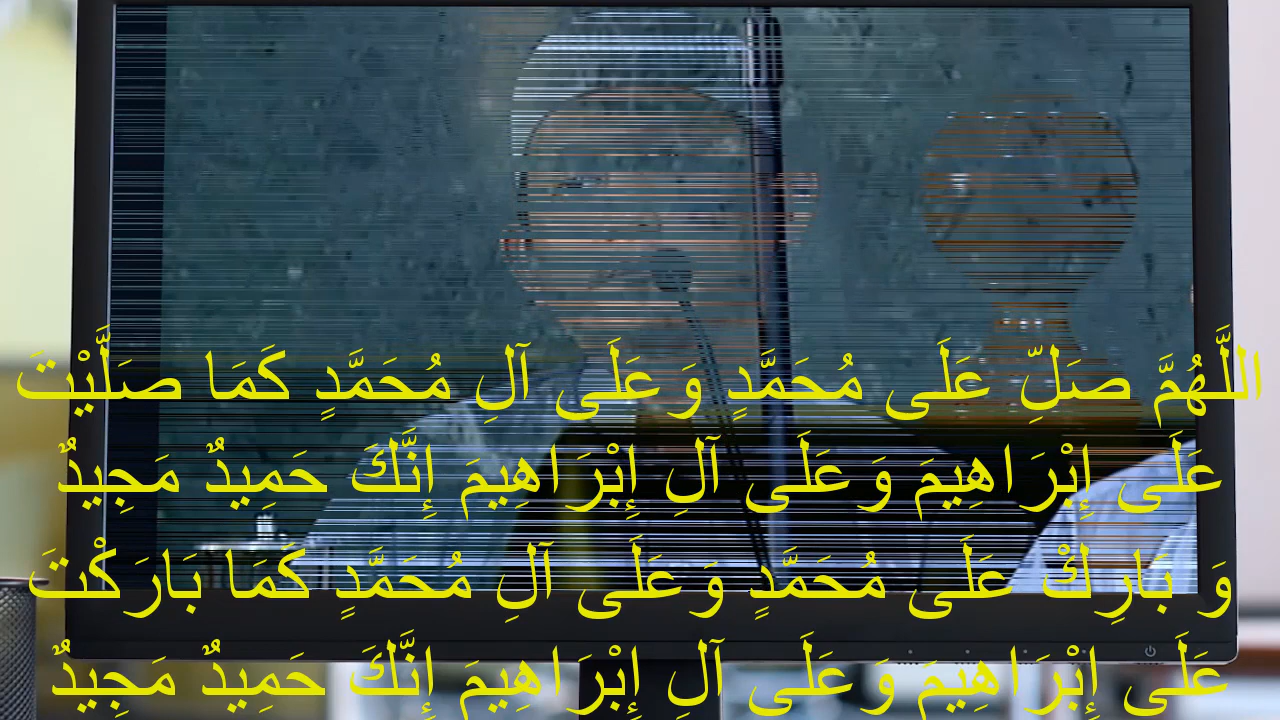 اللَّهُمَّ صَلِّ عَلَى مُحَمَّدٍ وَعَلَى آلِ مُحَمَّدٍ كَمَا صَلَّيْتَ
عَلَى إِبْرَاهِيمَ وَعَلَى آلِ إِبْرَاهِيمَ إِنَّكَ حَمِيدٌ مَجِيدٌ
وَ بَارِكْ عَلَى مُحَمَّدٍ وَعَلَى آلِ مُحَمَّدٍ كَمَا بَارَكْتَ
عَلَى إِبْرَاهِيمَ وَعَلَى آلِ إِبْرَاهِيمَ إِنَّكَ حَمِيدٌ مَجِيدٌ